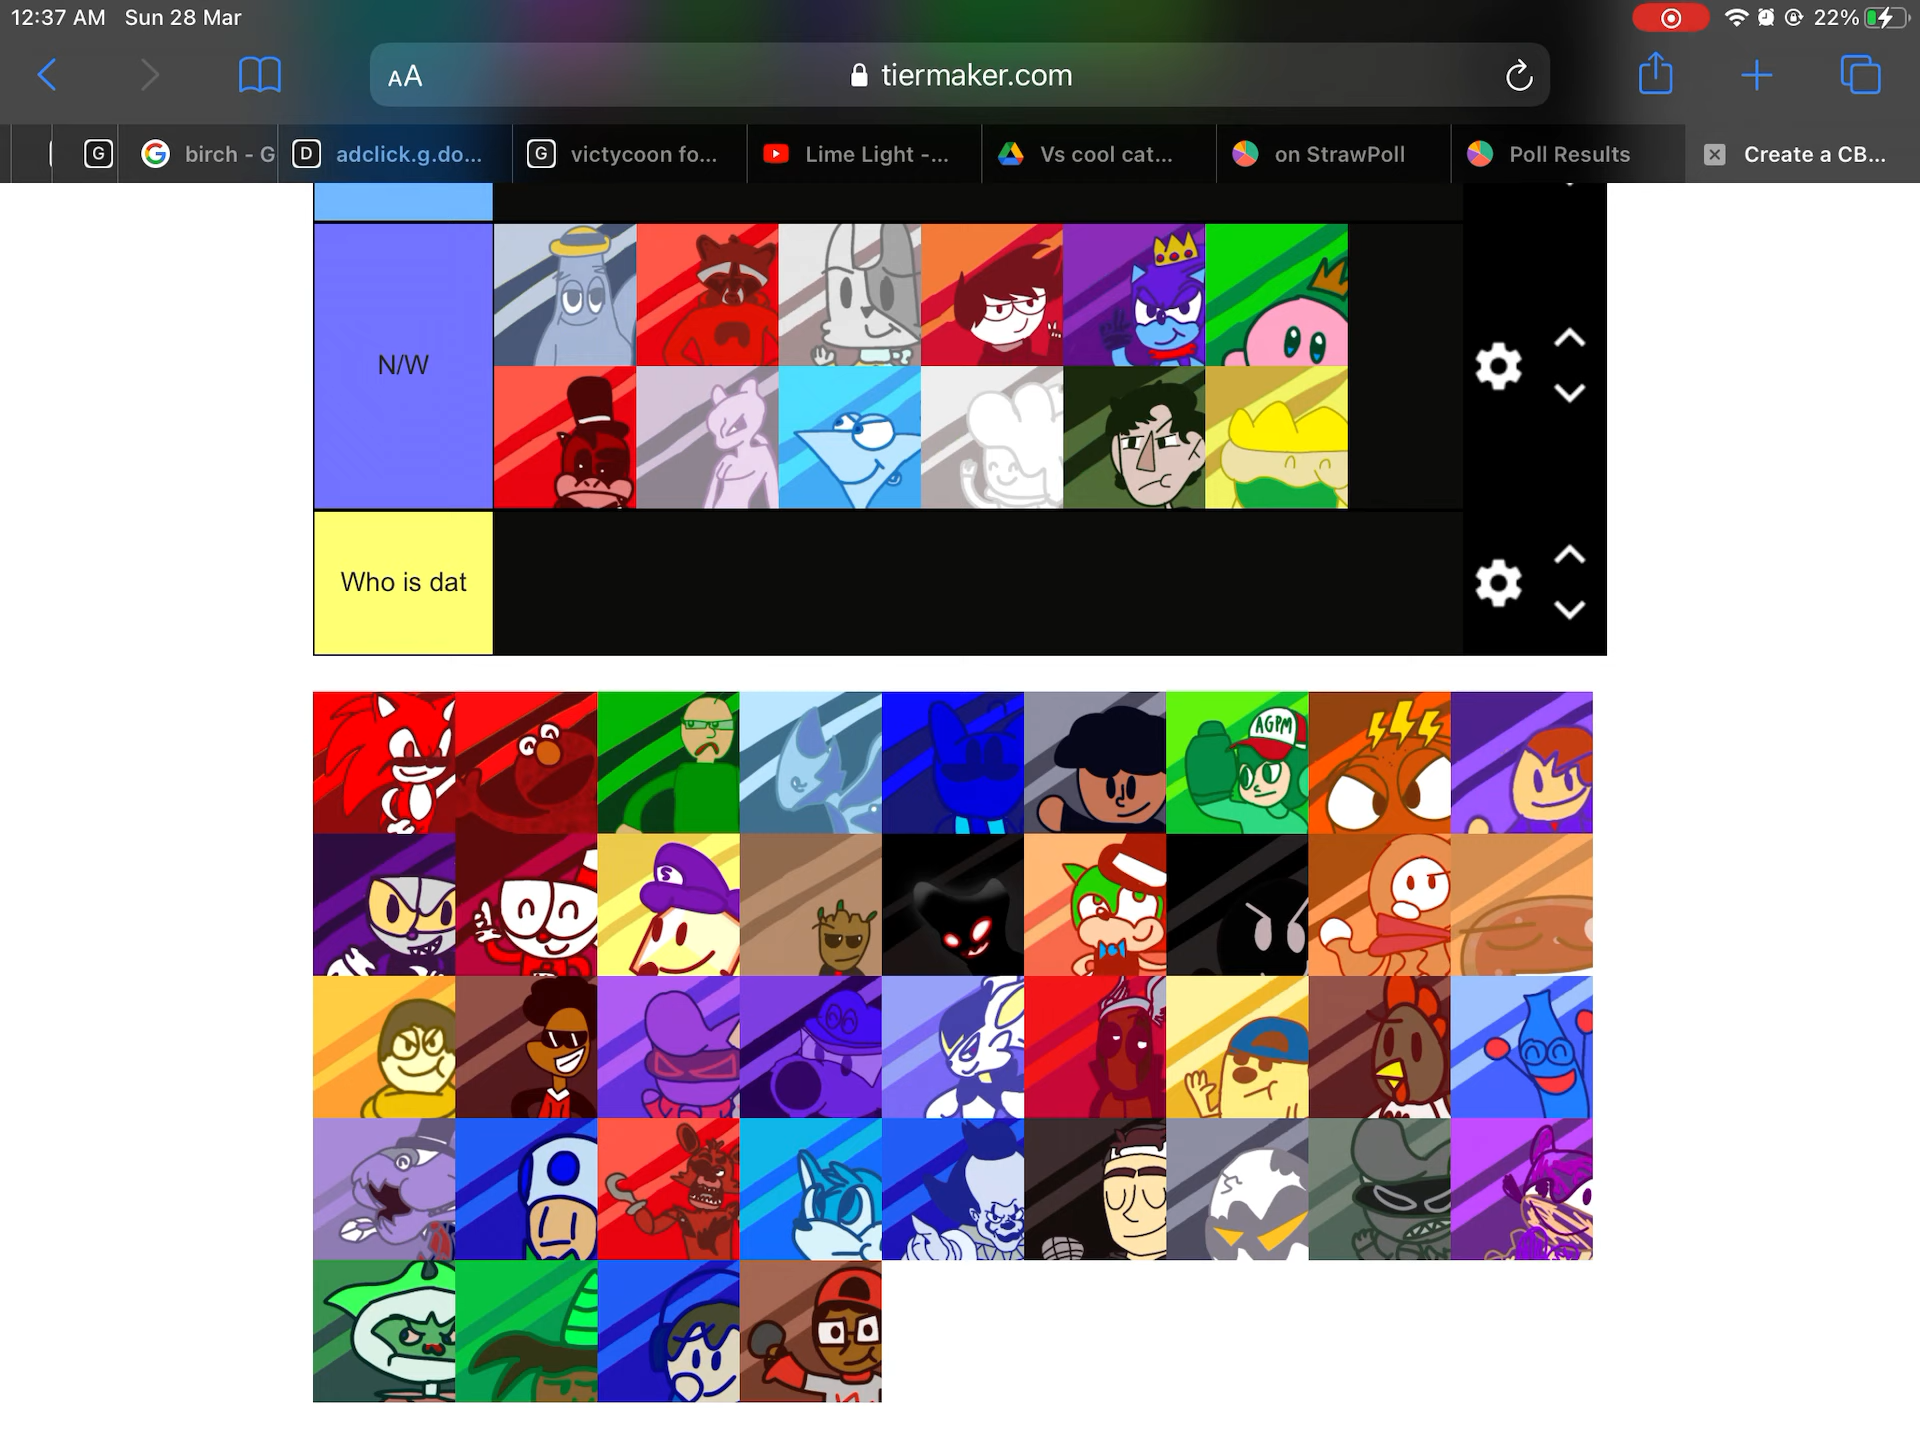 12:37 AM Sun 28 Mar
22%
AA
tiermaker.com
G
birch - G
D
adclick.g.do...
G
victycoon fo...
Lime Light -...
Vs cool cat...
on StrawPoll
Poll Results
Create a CB...
N/W
Who is dat
AGPM
S